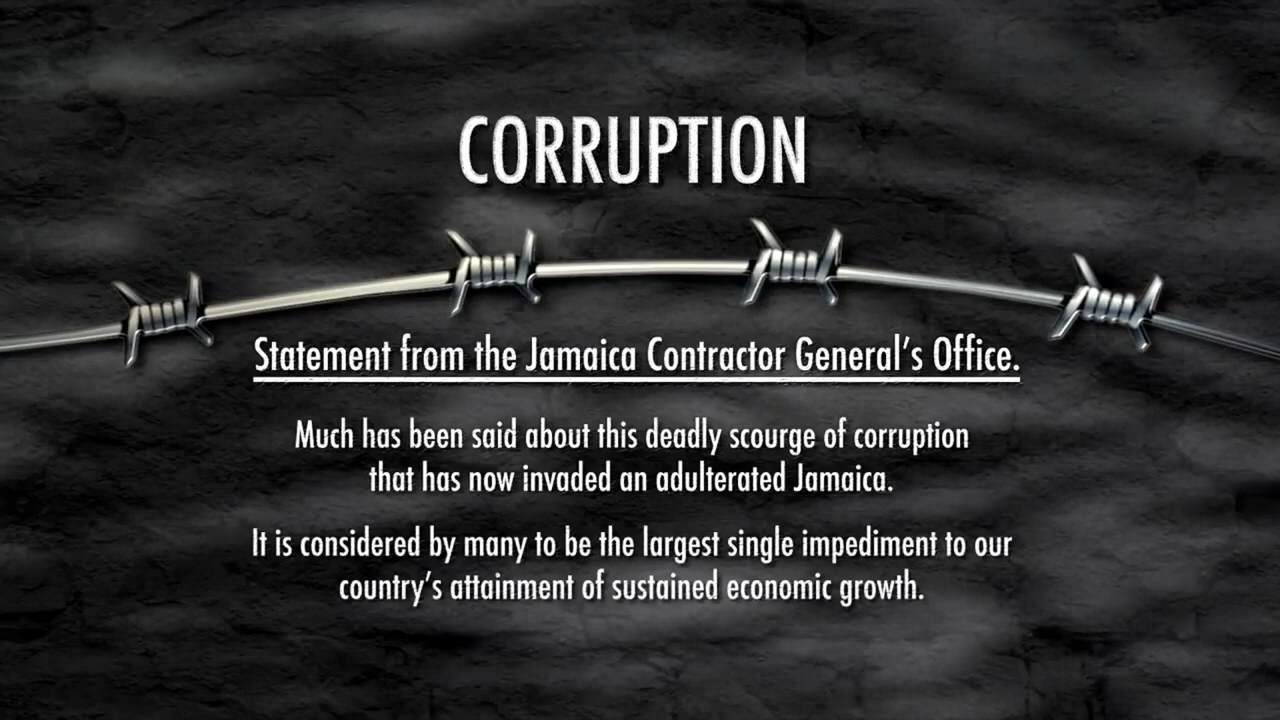 CORRUPTION
Statement from the Jamaica Contractor General's Office.
Much has been said about this deadly scourge of corruption
that has now invaded an adulterated Jamaica.
It is considered by many to be the largest single impediment to our
country's attainment of sustained economic growth.